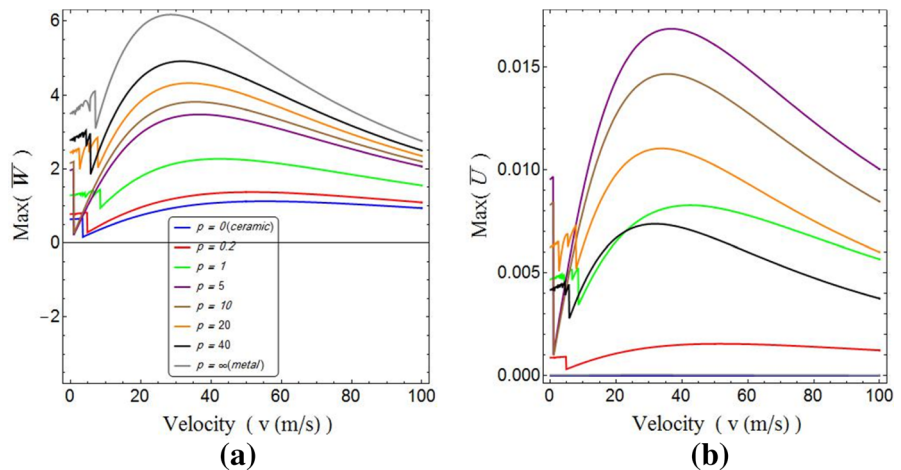 Max( W̅ )
6
4
2
0
−2
p = 0(ceramic)
p = 0.2
p = 1
p = 5
p = 10
p = 20
p = 40
p = ∞(metal)
0 20 40 60 80 100
Velocity ( v (m/s) )
(a)
Max( U̅ )
0.015
0.010
0.005
0.000
0 20 40 60 80 100
Velocity ( v (m/s) )
(b)